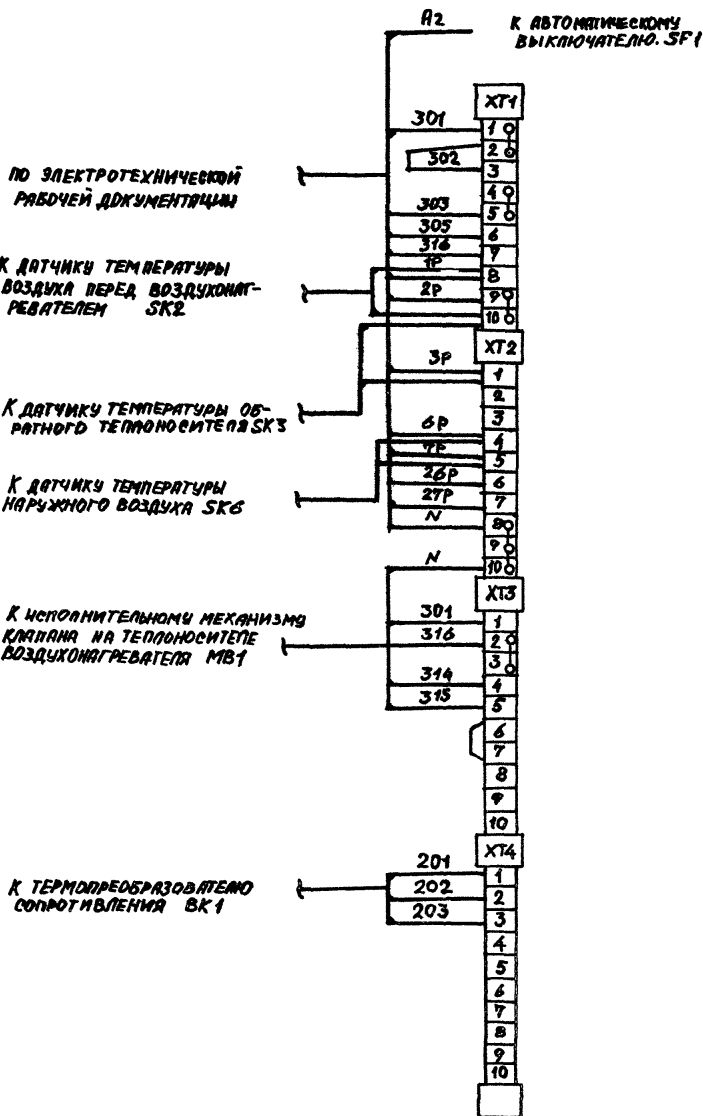 А2
К АВТОМАТИЧЕСКОМУ
ВЫКЛЮЧАТЕЛЮ. SF1
XT1
301
1
2
302
3
ПО ЭЛЕКТРОТЕХНИЧЕСКОЙ
РАБОЧЕЙ ДОКУМЕНТАЦИИ
4
303
5
305
6
316
7
1Р
8
К ДАТЧИКУ ТЕМПЕРАТУРЫ
ВОЗДУХА ПЕРЕД ВОЗДУХОНАГ-
РЕВАТЕЛЕМ SK2
2Р
9
10
XT2
3Р
1
2
К ДАТЧИКУ ТЕМПЕРАТУРЫ ОБ-
РАТНОГО ТЕПЛОНОСИТЕЛЯ SK3
3
6Р
4
7Р
5
26Р
6
К ДАТЧИКУ ТЕМПЕРАТУРЫ
НАРУЖНОГО ВОЗДУХА SK6
27Р
7
N
8
9
N
10
XT3
К ИСПОЛНИТЕЛЬНОМУ МЕХАНИЗМУ
КЛАПАНА НА ТЕПЛОНОСИТЕЛЕ
ВОЗДУХОНАГРЕВАТЕЛЯ МВ1
301
1
316
2
3
314
4
315
5
6
7
8
9
10
XT4
К ТЕРМОПРЕОБРАЗОВАТЕЛЮ
СОПРОТИВЛЕНИЯ ВК1
201
1
202
2
203
3
4
5
6
7
8
9
10